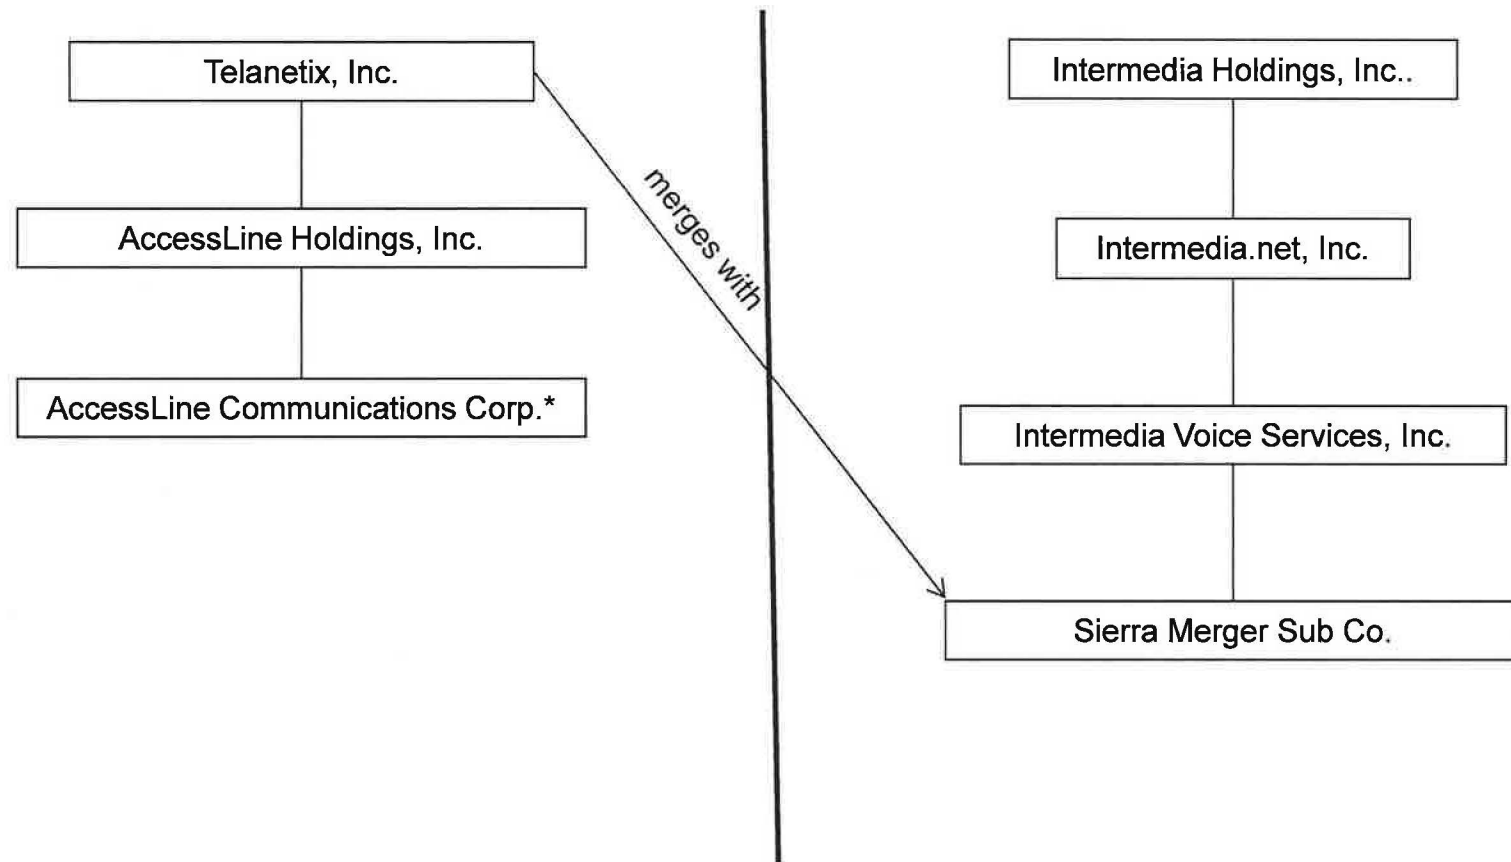 Telanetix, Inc.
AccessLine Holdings, Inc.
AccessLine Communications Corp.*
merges with
Intermedia Holdings, Inc..
Intermedia.net, Inc.
Intermedia Voice Services, Inc.
Sierra Merger Sub Co.